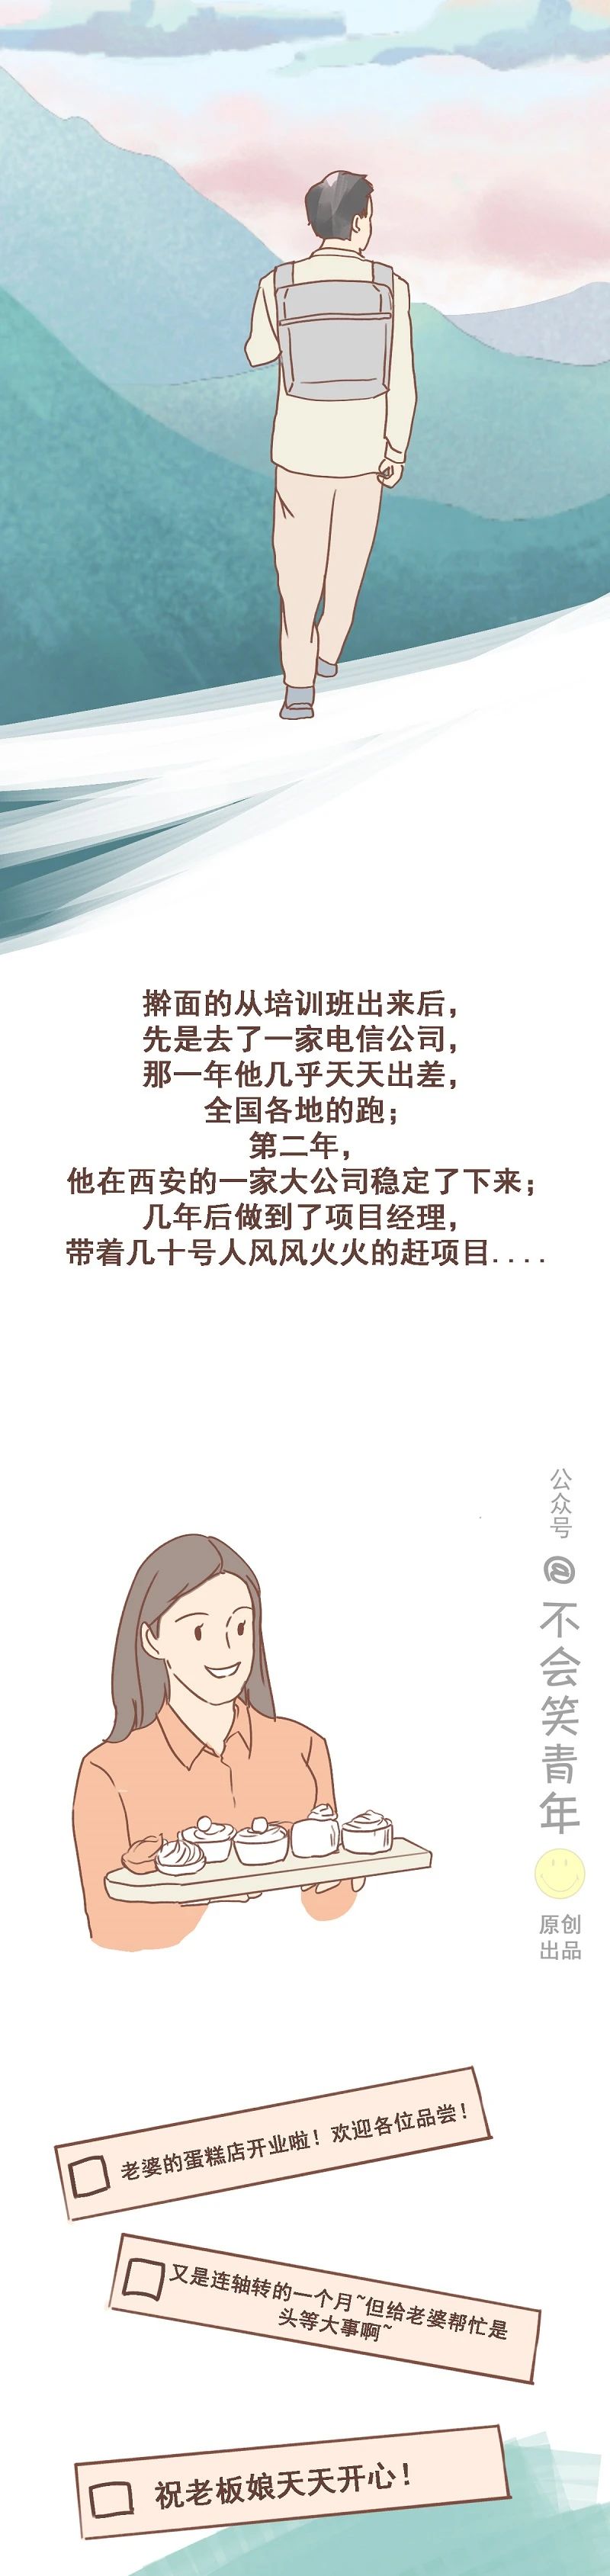 擀面的从培训班出来后，
先是去了一家电信公司，
那一年他几乎天天出差，
全国各地的跑；
第二年，
他在西安的一家大公司稳定了下来；
几年后做到了项目经理，
带着几十号人风风火火的赶项目....
公众号
@不会笑青年
原创
出品
老婆的蛋糕店开业啦！欢迎各位品尝！
又是连轴转的一个月~但给老婆帮忙是
头等大事啊~
祝老板娘天天开心！